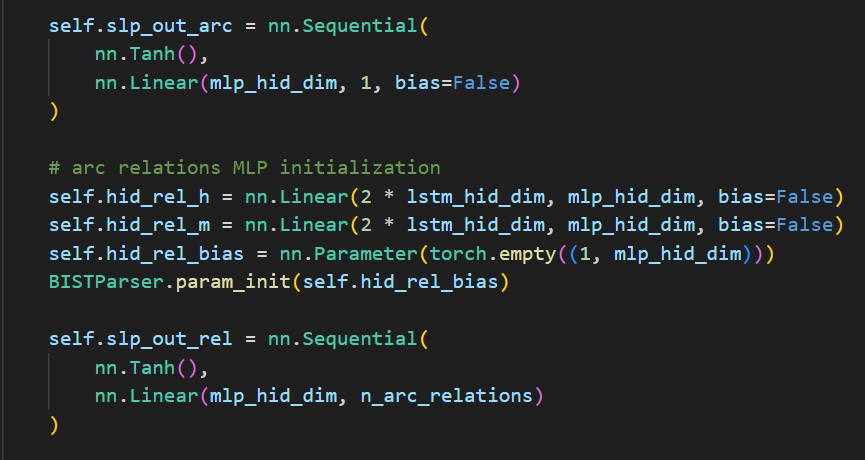 self.slp_out_arc = nn.Sequential(
    nn.Tanh(),
    nn.Linear(mlp_hid_dim, 1, bias=False)
)

# arc relations MLP initialization
self.hid_rel_h = nn.Linear(2 * lstm_hid_dim, mlp_hid_dim, bias=False)
self.hid_rel_m = nn.Linear(2 * lstm_hid_dim, mlp_hid_dim, bias=False)
self.hid_rel_bias = nn.Parameter(torch.empty((1, mlp_hid_dim)))
BISTParser.param_init(self.hid_rel_bias)

self.slp_out_rel = nn.Sequential(
    nn.Tanh(),
    nn.Linear(mlp_hid_dim, n_arc_relations)
)